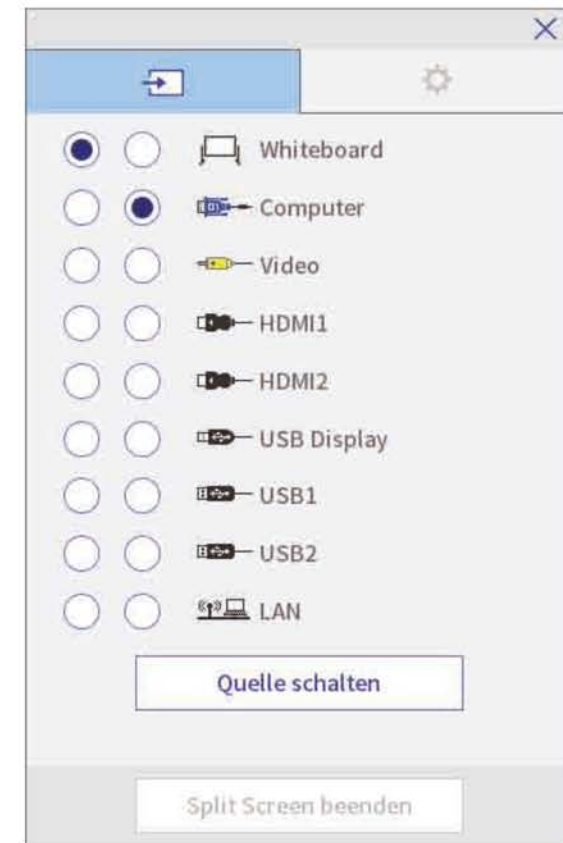 Whiteboard
Computer
Video
HDMI1
HDMI2
USB Display
USB1
USB2
LAN
Quelle schalten
Split Screen beenden